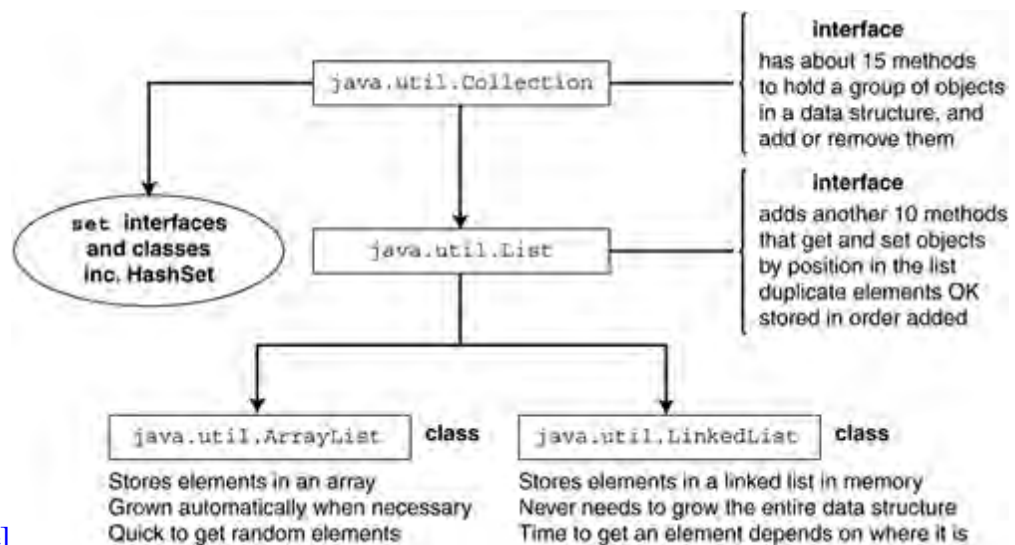 interface
has about 15 methods
to hold a group of objects
in a data structure, and
add or remove them
java.util.Collection
interface
adds another 10 methods
that get and set objects
by position in the list
duplicate elements OK
stored in order added
set interfaces
and classes
inc. HashSet
java.util.List
java.util.ArrayList
class
Stores elements in an array
Grown automatically when necessary
Quick to get random elements
java.util.LinkedList
class
Stores elements in a linked list in memory
Never needs to grow the entire data structure
Time to get an element depends on where it is
]